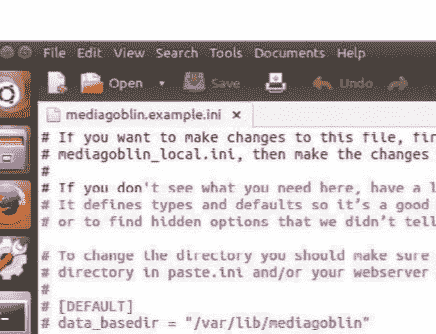 File Edit View Search Tools Documents Help
Open Save Undo
mediagoblin.example.ini ×
# If you want to make changes to this file, fir
# mediagoblin_local.ini, then make the changes
#
# If you don't see what you need here, have a l
# It defines types and defaults so it's a good
# or to find hidden options that we didn't tell
# To change the directory you should make sure
# directory in paste.ini and/or your webserver
#
# [DEFAULT]
# data_basedir = "/var/lib/mediagoblin"